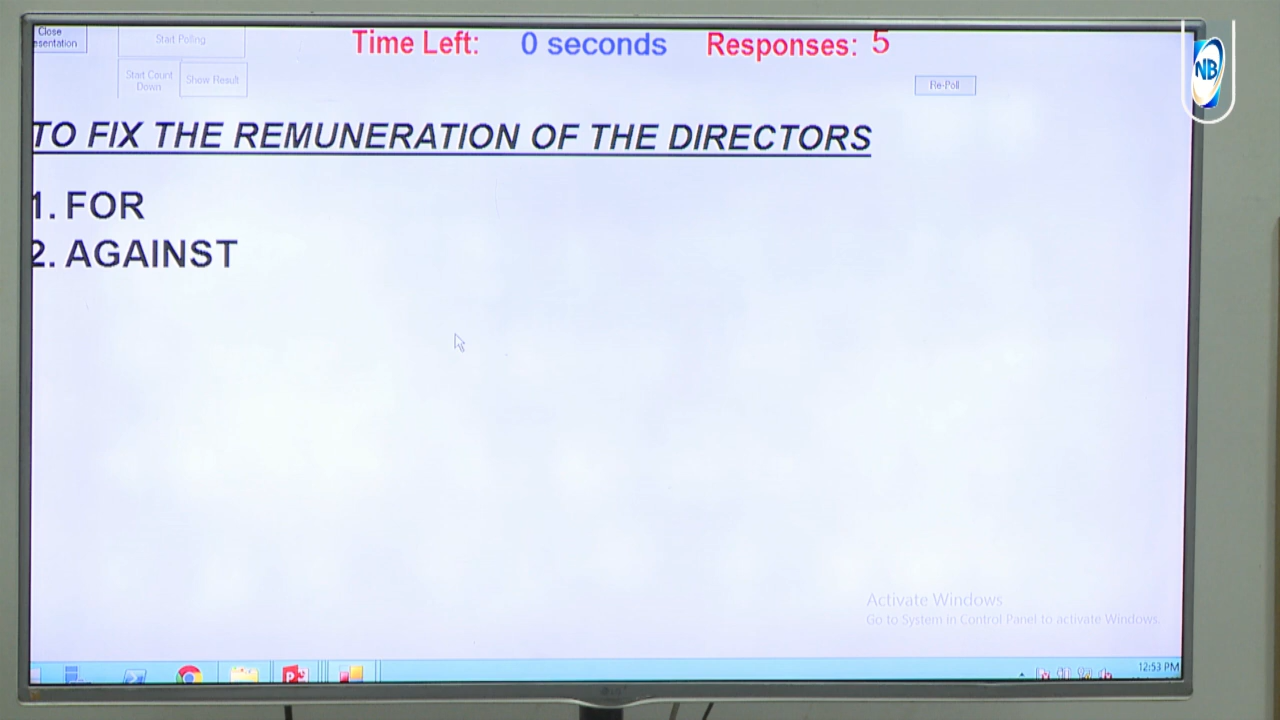 Close
esentation
Start Polling
Time Left: 0 seconds Responses: 5
Start Count
Down
Show Result
Re-Poll
NB
TO FIX THE REMUNERATION OF THE DIRECTORS
1. FOR
2. AGAINST
Activate Windows
Go to System in Control Panel to activate Windows.
12:53 PM
LG